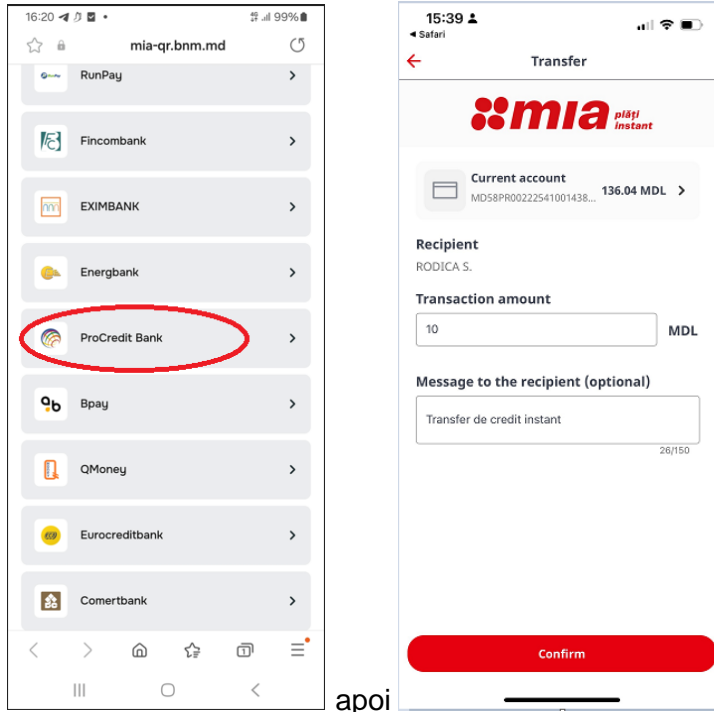 16:20
99%
mia-qr.bnm.md
RunPay
Fincombank
EXIMBANK
Energbank
ProCredit Bank
Bpay
QMoney
Eurocreditbank
Comertbank
1
apoi
15:39
Safari
Transfer
mia plăți
instant
Current account
MD58PR00222541001438... 136.04 MDL
Recipient
RODICA S.
Transaction amount
10 MDL
Message to the recipient (optional)
Transfer de credit instant
26/150
Confirm